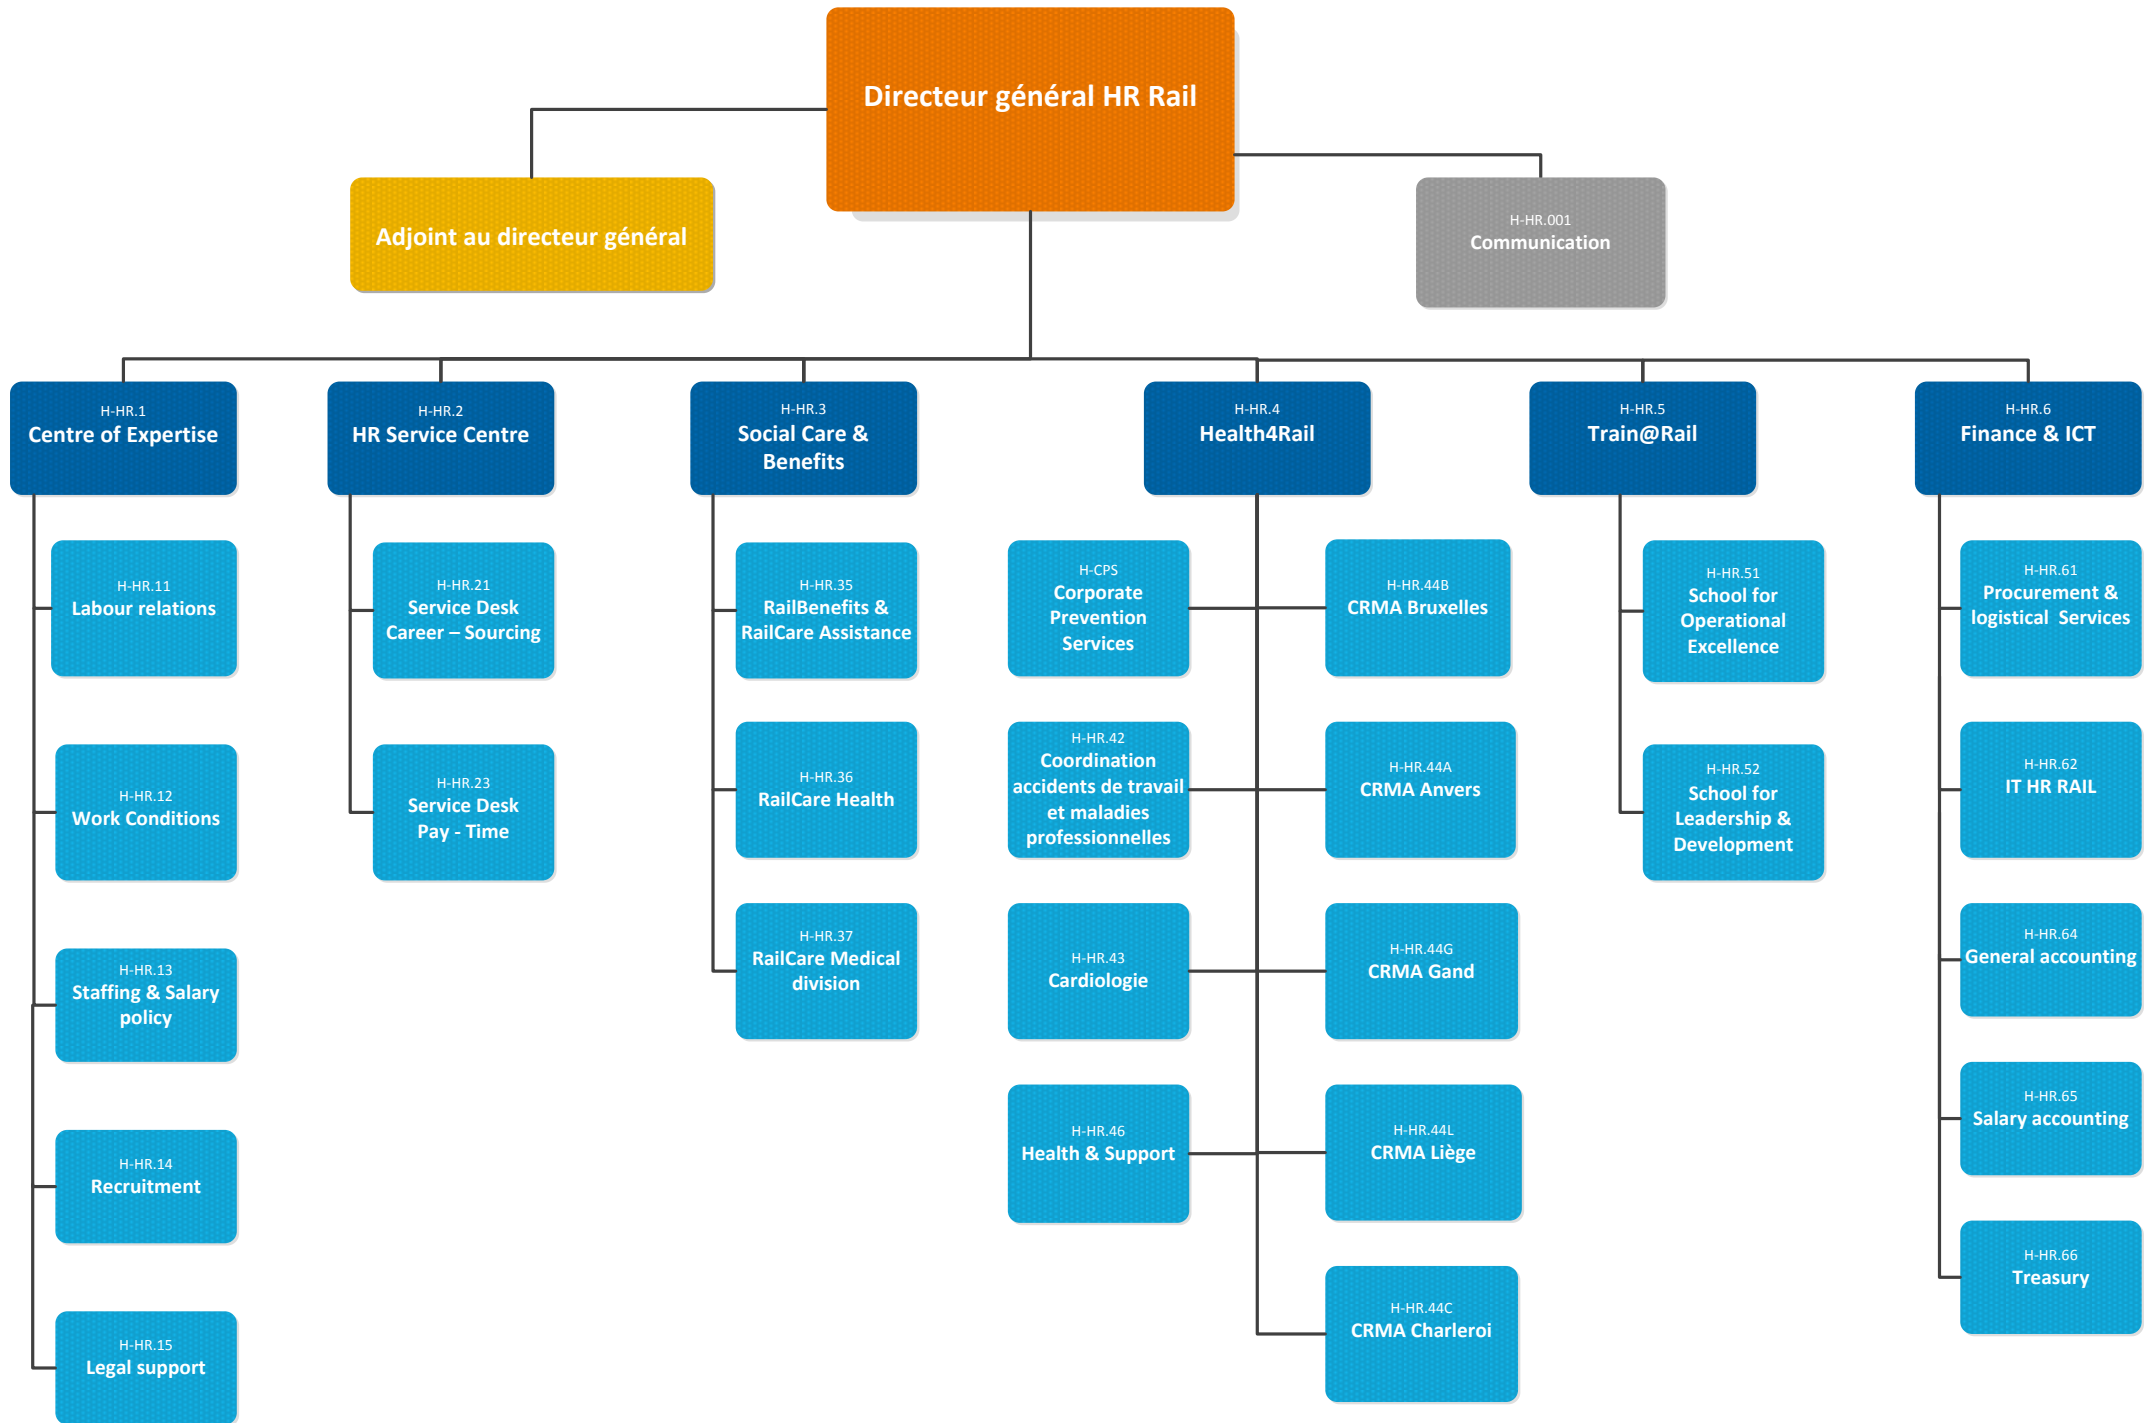 Directeur général HR Rail
Adjoint au directeur général
H-HR.001
Communication
H-HR.1
Centre of Expertise
H-HR.2
HR Service Centre
H-HR.3
Social Care &
Benefits
H-HR.4
Health4Rail
H-HR.5
Train@Rail
H-HR.6
Finance & ICT
H-HR.11
Labour relations
H-HR.12
Work Conditions
H-HR.13
Staffing & Salary
policy
H-HR.14
Recruitment
H-HR.15
Legal support
H-HR.21
Service Desk
Career – Sourcing
H-HR.23
Service Desk
Pay - Time
H-HR.35
RailBenefits &
RailCare Assistance
H-HR.36
RailCare Health
H-HR.37
RailCare Medical
division
H-CPS
Corporate
Prevention
Services
H-HR.42
Coordination
accidents de travail
et maladies
professionnelles
H-HR.43
Cardiologie
H-HR.46
Health & Support
H-HR.44B
CRMA Bruxelles
H-HR.44A
CRMA Anvers
H-HR.44G
CRMA Gand
H-HR.44L
CRMA Liège
H-HR.44C
CRMA Charleroi
H-HR.51
School for
Operational
Excellence
H-HR.52
School for
Leadership &
Development
H-HR.61
Procurement &
logistical  Services
H-HR.62
IT HR RAIL
H-HR.64
General accounting
H-HR.65
Salary accounting
H-HR.66
Treasury